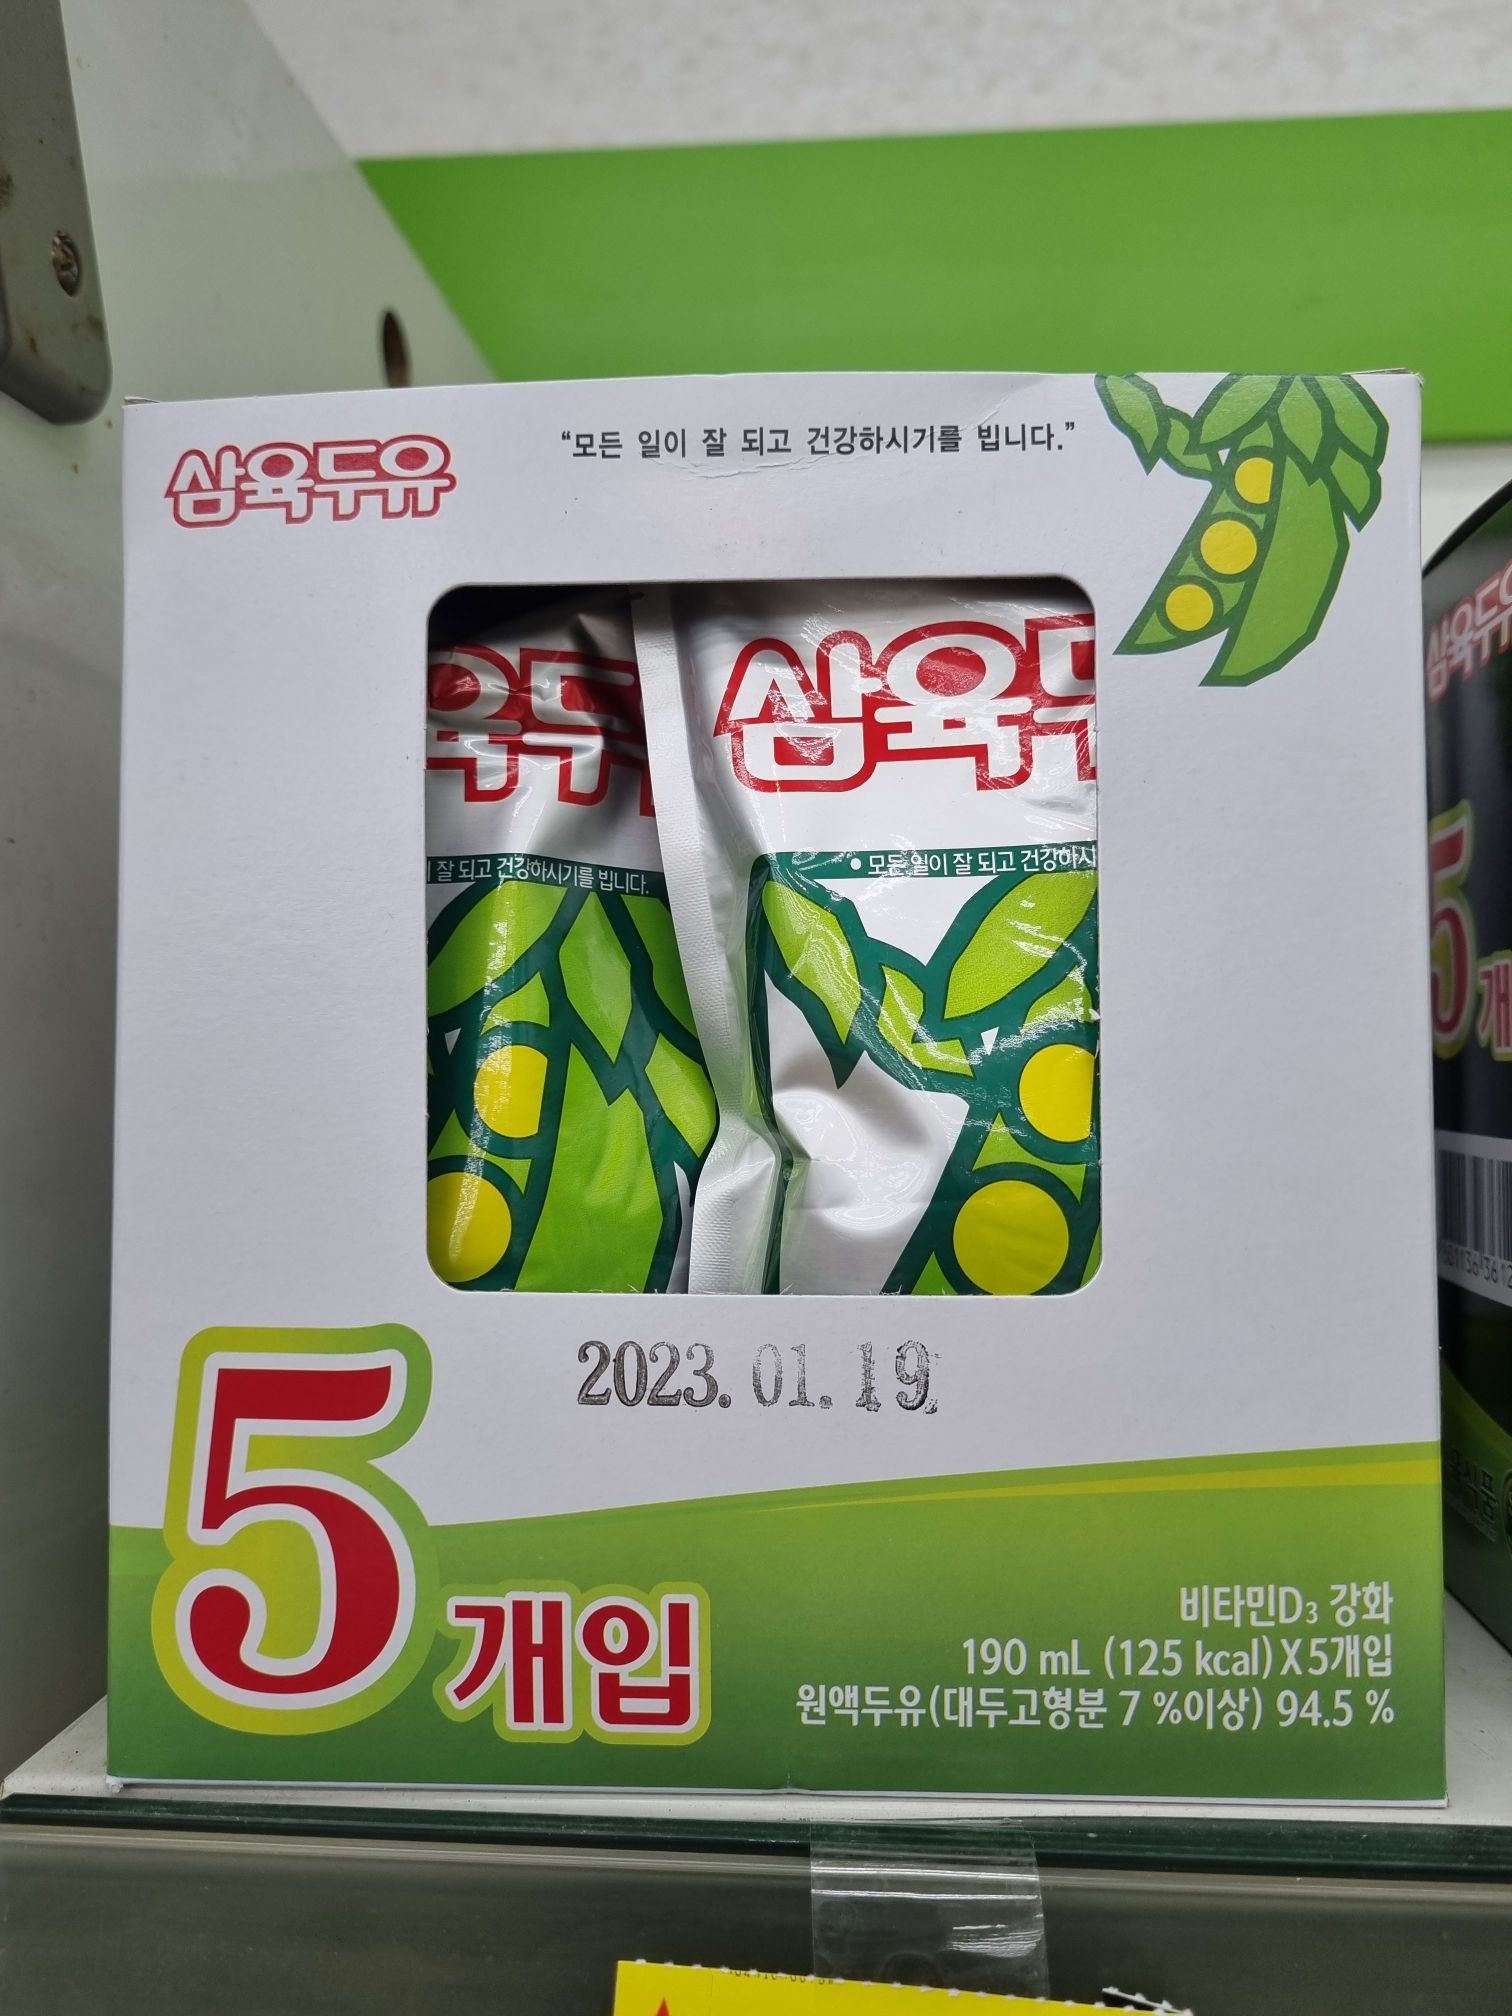 삼육두유
“모든 일이 잘 되고 건강하시기를 빕니다.”
육두
삼육두
잘 되고 건강하시기를 빕니다.
• 모든 일이 잘 되고 건강하시
2023.01.19.
5개입
비타민D₃ 강화
190 mL (125 kcal) X 5개입
원액두유(대두고형분 7 %이상) 94.5 %
삼육두
5개